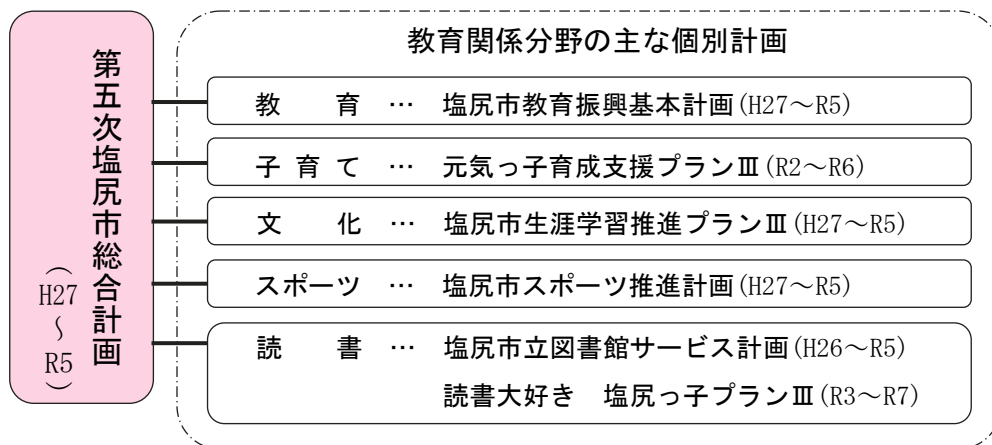 第五次塩尻市総合計画
（H27～R5）
教育関係分野の主な個別計画
教　育 … 塩尻市教育振興基本計画(H27～R5)
子育て … 元気っ子育成支援プランⅢ(R2～R6)
文　化 … 塩尻市生涯学習推進プランⅢ(H27～R5)
スポーツ … 塩尻市スポーツ推進計画(H27～R5)
読　書 … 塩尻市立図書館サービス計画(H26～R5)
読書大好き　塩尻っ子プランⅢ(R3～R7)